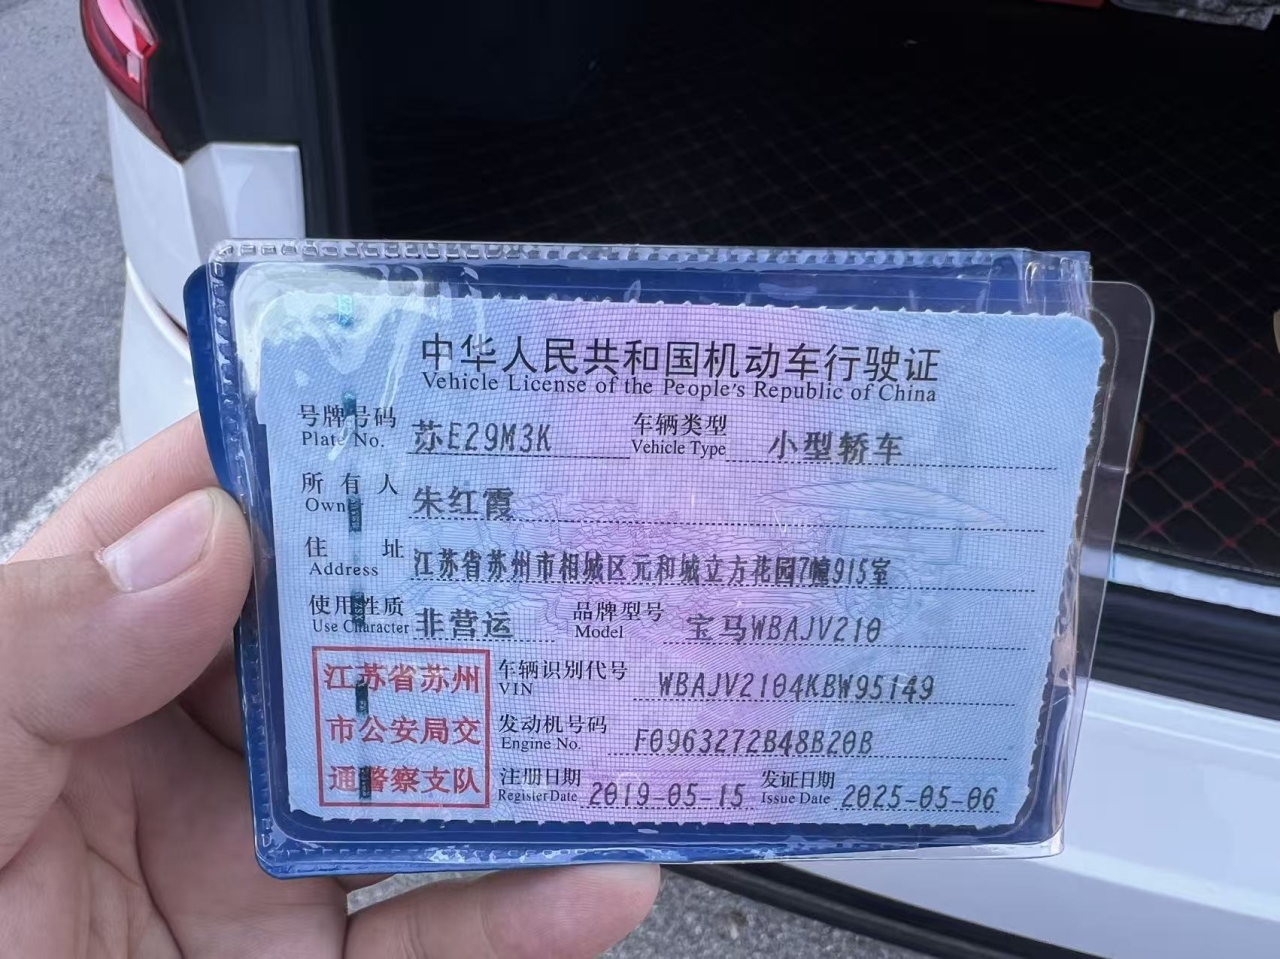 中华人民共和国机动车行驶证
Vehicle License of the People's Republic of China
号牌号码 苏E29M3K 车辆类型 小型轿车
Plate No. Vehicle Type
所有人 朱红霞
Owner
住址 江苏省苏州市相城区元和城立方花园7幢915室
Address
使用性质 非营运 品牌型号 宝马WBAJV210
Use Character Model
江苏省苏州
市公安局交
通警察支队
车辆识别代号 WBAJV2104KBW95149
VIN
发动机号码 F0963272B48B20B
Engine No.
注册日期 2019-05-15 发证日期 2025-05-06
Register Date Issue Date